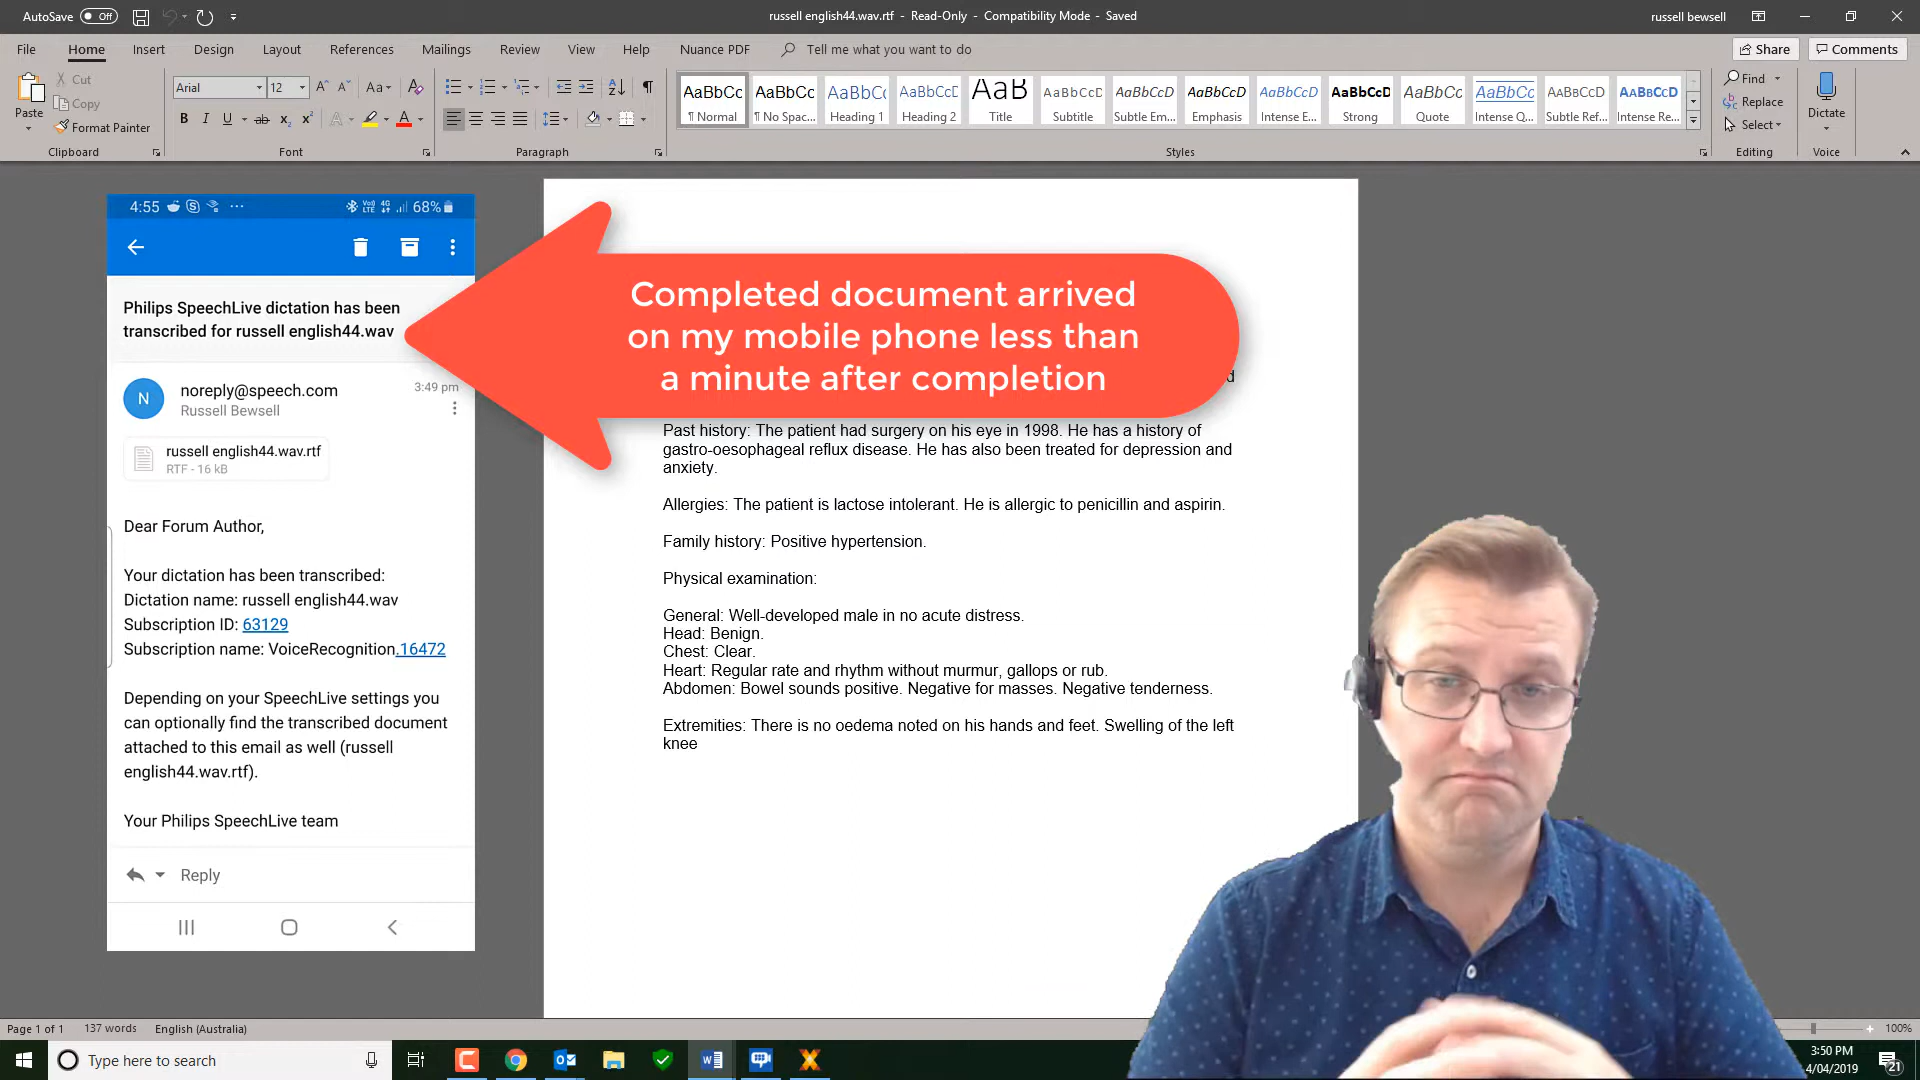 AutoSave Off
russell english44.wav.rtf - Read-Only - Compatibility Mode - Saved
russell bewsell
File Home Insert Design Layout References Mailings Review View Help Nuance PDF Tell me what you want to do
Share Comments
Paste
Cut
Copy
Format Painter
Clipboard
Arial 12
Font
Paragraph
AaBbCc AaBbCc AaBbCc AaBbCcD AaB AaBbCcD AaBbCcD AaBbCcD AaBbCcD AaBbCcD AaBbCc AaBbCc AaBbCcD AaBbCcD
¶ Normal ¶ No Spac... Heading 1 Heading 2 Title Subtitle Subtle Em... Emphasis Intense E... Strong Quote Intense Q... Subtle Ref... Intense Re...
Styles
Find
Replace
Select
Editing
Dictate
Voice
4:55 68%
Philips SpeechLive dictation has been
transcribed for russell english44.wav
N
noreply@speech.com
Russell Bewsell
3:49 pm
russell english44.wav.rtf
RTF - 16 kB
Dear Forum Author,
Your dictation has been transcribed:
Dictation name: russell english44.wav
Subscription ID: 63129
Subscription name: VoiceRecognition.16472
Depending on your SpeechLive settings you
can optionally find the transcribed document
attached to this email as well (russell
english44.wav.rtf).
Your Philips SpeechLive team
Reply
Completed document arrived
on my mobile phone less than
a minute after completion
Past history: The patient had surgery on his eye in 1998. He has a history of
gastro-oesophageal reflux disease. He has also been treated for depression and
anxiety.
Allergies: The patient is lactose intolerant. He is allergic to penicillin and aspirin.
Family history: Positive hypertension.
Physical examination:
General: Well-developed male in no acute distress.
Head: Benign.
Chest: Clear.
Heart: Regular rate and rhythm without murmur, gallops or rub.
Abdomen: Bowel sounds positive. Negative for masses. Negative tenderness.
Extremities: There is no oedema noted on his hands and feet. Swelling of the left
knee
Page 1 of 1 137 words English (Australia)
100%
Type here to search
3:50 PM
4/04/2019
21